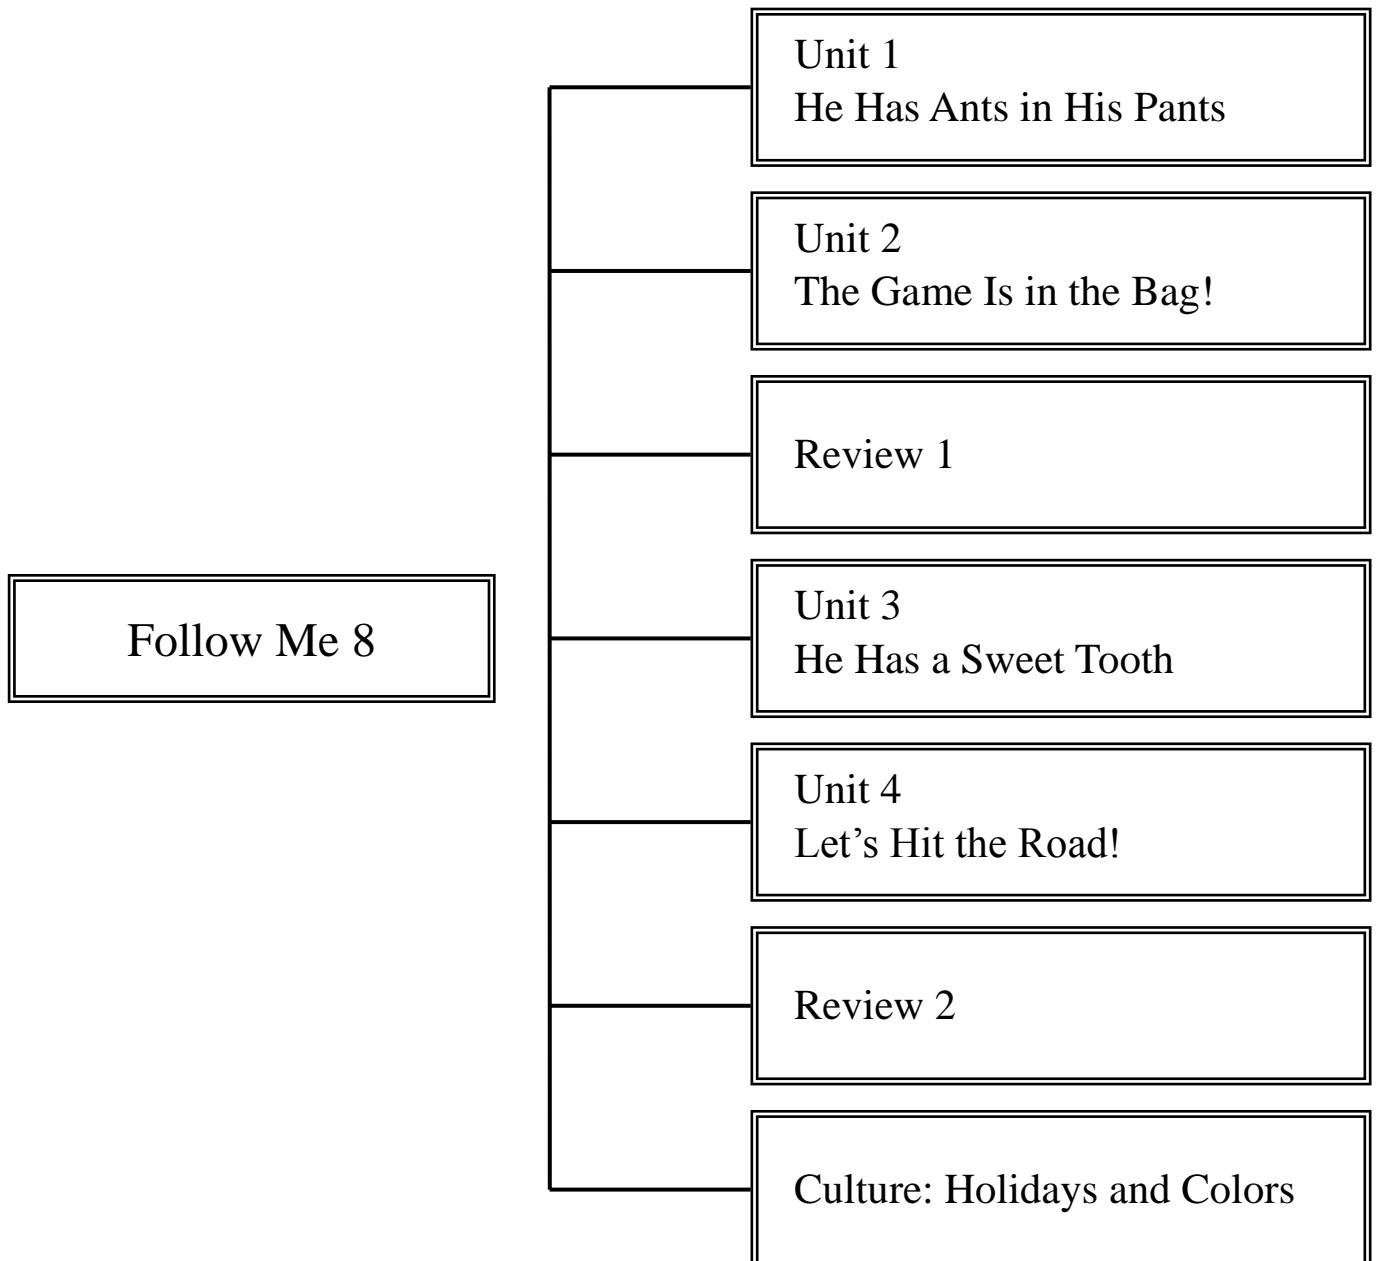 Unit 1
He Has Ants in His Pants
Unit 2
The Game Is in the Bag!
Review 1
Follow Me 8
Unit 3
He Has a Sweet Tooth
Unit 4
Let’s Hit the Road!
Review 2
Culture: Holidays and Colors